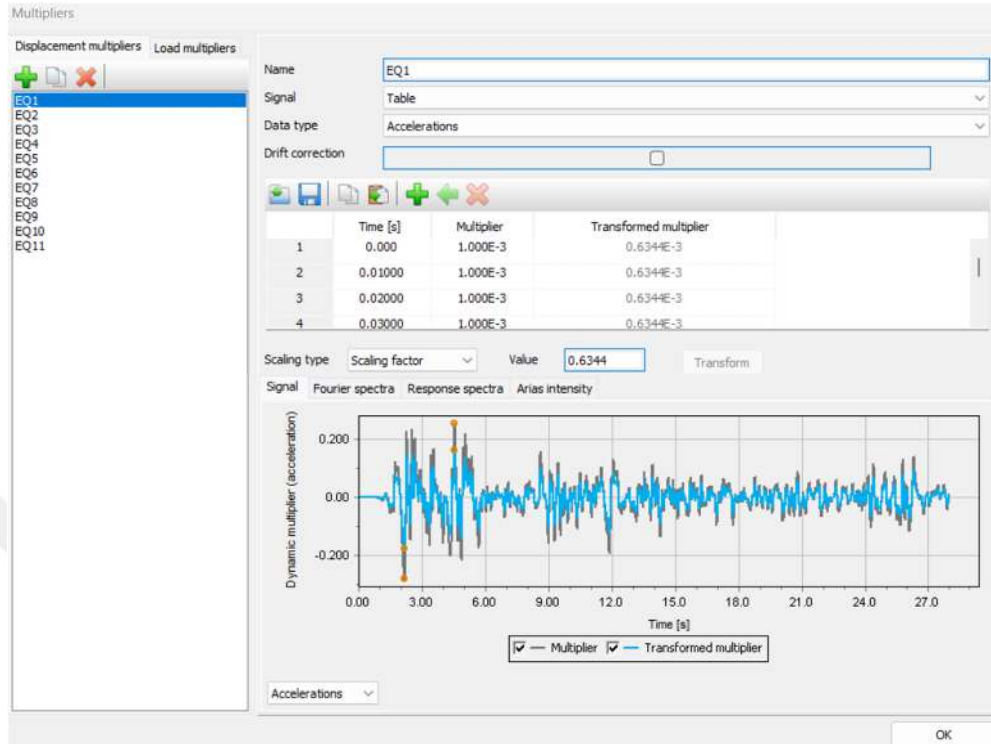 Multipliers
Displacement multipliers Load multipliers
EQ1
EQ2
EQ3
EQ4
EQ5
EQ6
EQ7
EQ8
EQ9
EQ10
EQ11
Name EQ1
Signal Table
Data type Accelerations
Drift correction
Time [s] Multiplier Transformed multiplier
1 0.000 1.000E-3 0.6344E-3
2 0.01000 1.000E-3 0.6344E-3
3 0.02000 1.000E-3 0.6344E-3
4 0.03000 1.000E-3 0.6344E-3
Scaling type Scaling factor Value 0.6344 Transform
Signal Fourier spectra Response spectra Arias intensity
Dynamic multiplier (acceleration)
0.200
0.00
-0.200
0.00 3.00 6.00 9.00 12.0 15.0 18.0 21.0 24.0 27.0
Time [s]
Multiplier Transformed multiplier
Accelerations
OK